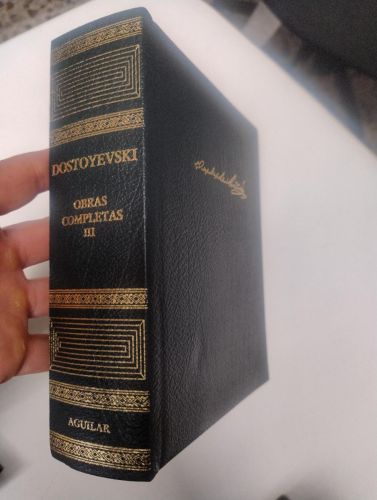 DOSTOYEVSKI
OBRAS
COMPLETAS
III
AGUILAR